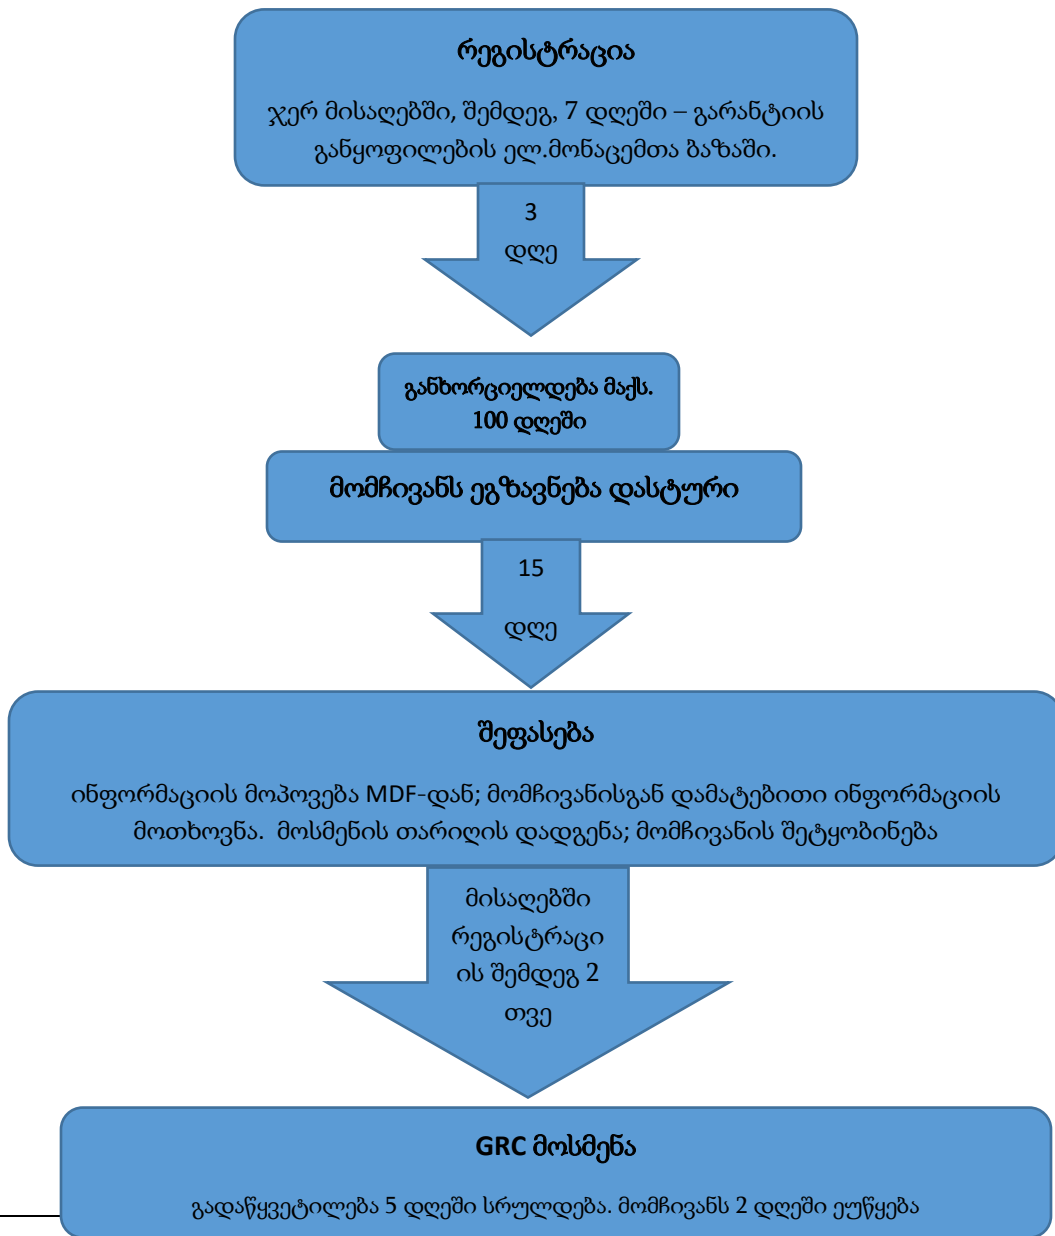 რეგისტრაცია
ჯერ მისაღებში, შემდეგ, 7 დღეში – გარანტიის
განყოფილების ელ.მონაცემთა ბაზაში.
3
დღე
განხორციელდება მაქს.
100 დღეში
მომჩივანს ეგზავნება დასტური
15
დღე
შეფასება
ინფორმაციის მოპოვება MDF-დან; მომჩივანისგან დამატებითი ინფორმაციის
მოთხოვნა. მოსმენის თარიღის დადგენა; მომჩივანის შეტყობინება
მისაღებში
რეგისტრაცი
ის შემდეგ 2
თვე
GRC მოსმენა
გადაწყვეტილება 5 დღეში სრულდება. მომჩივანს 2 დღეში ეუწყება